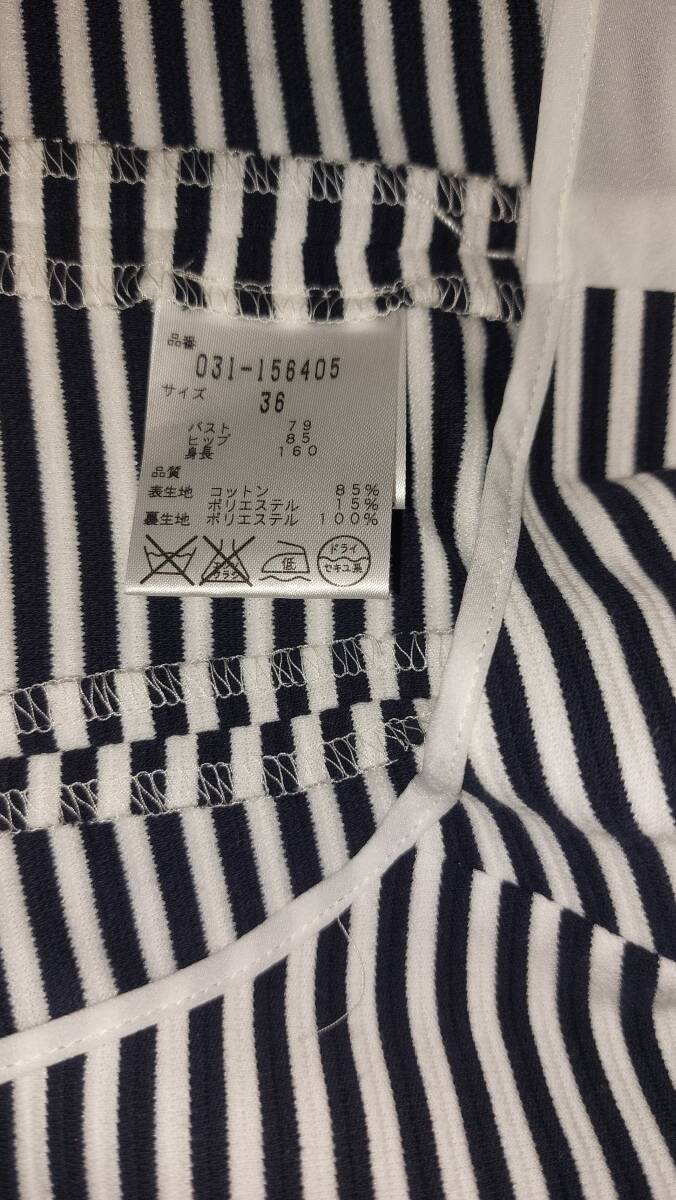 品番
031-156405
サイズ
36
バスト 79
ヒップ 85
身長 160
品質
表生地 コットン 85%
ポリエステル 15%
裏生地 ポリエステル 100%
エンソ
サラシ
低
ドライ
セキユ系